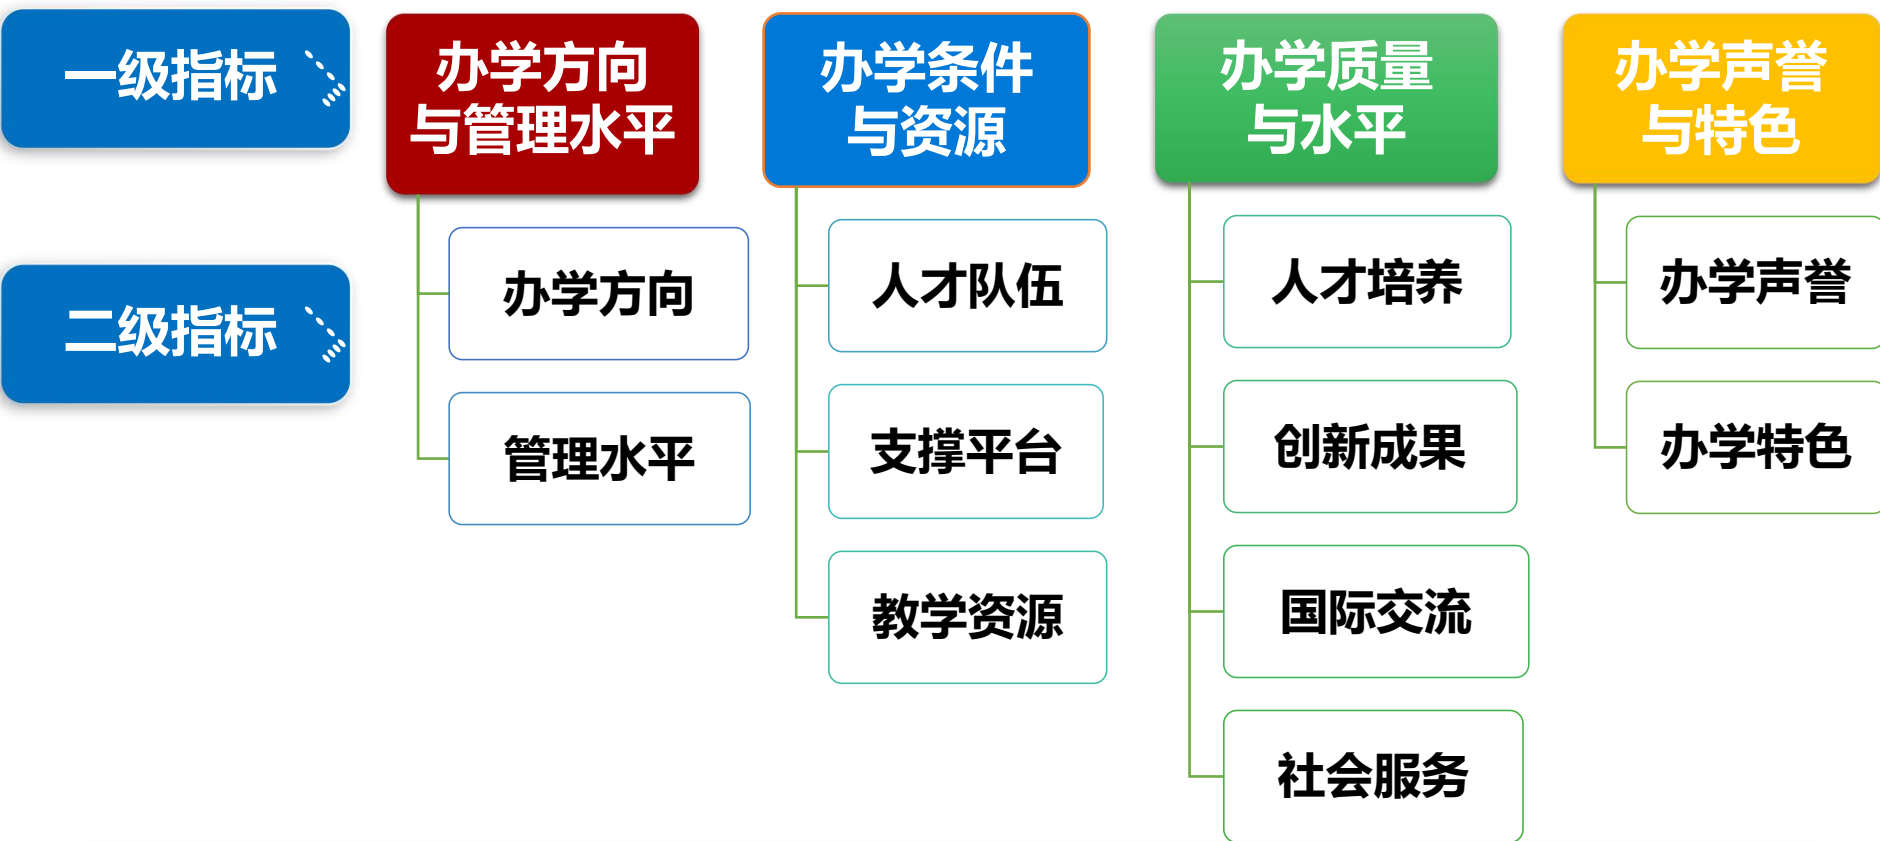 一级指标
办学方向
与管理水平
办学条件
与资源
办学质量
与水平
办学声誉
与特色
二级指标
办学方向
人才队伍
人才培养
办学声誉
管理水平
支撑平台
创新成果
办学特色
教学资源
国际交流
社会服务